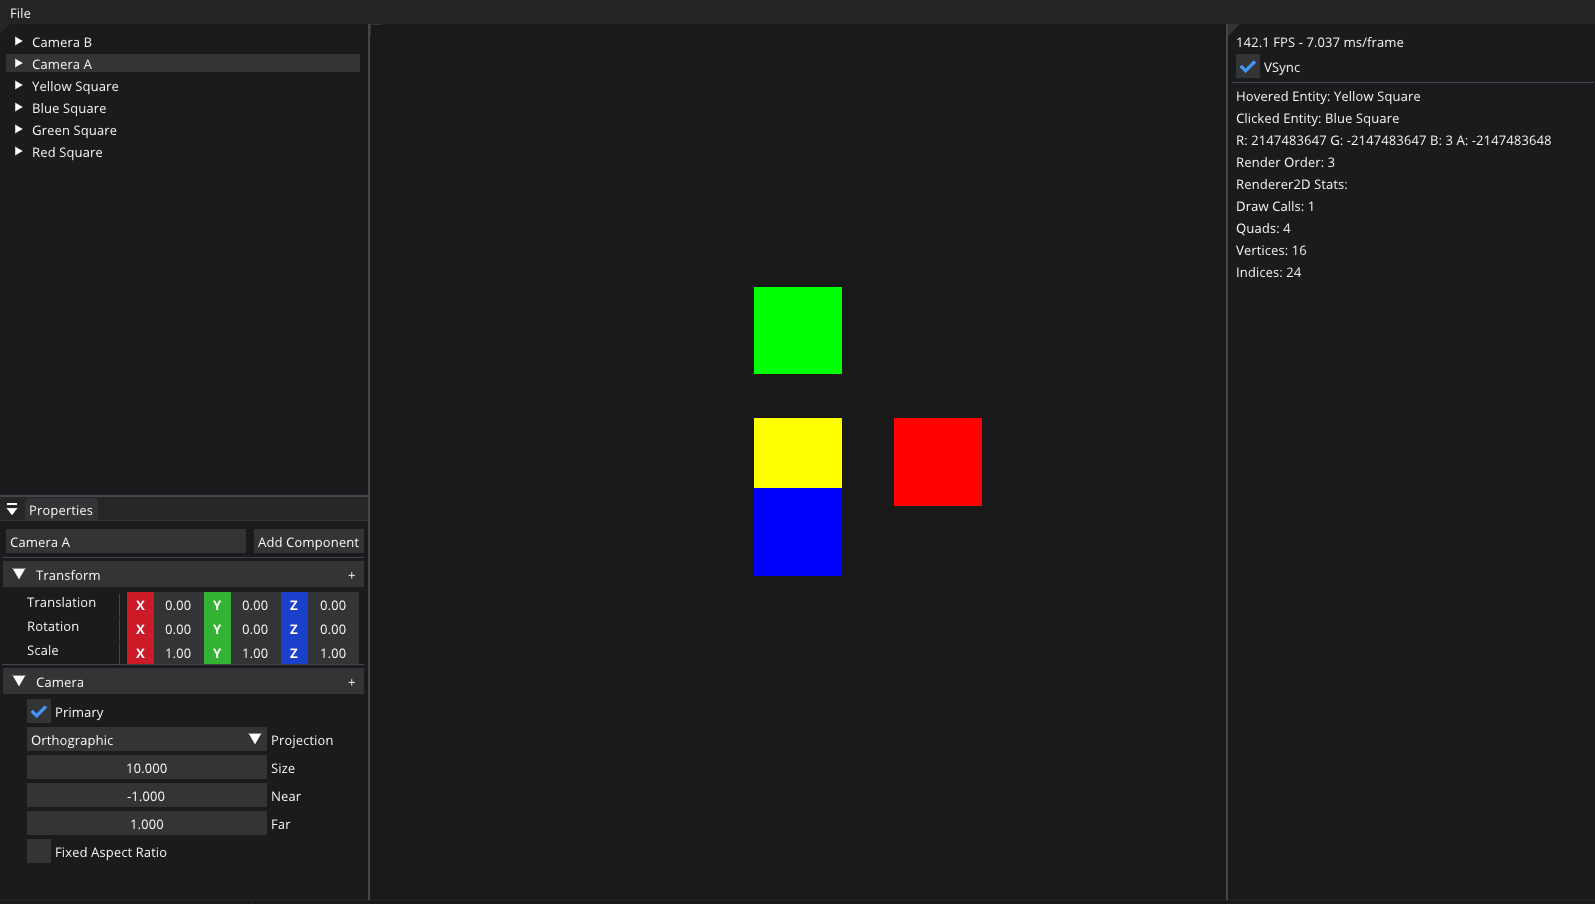 File
Camera B
Camera A
Yellow Square
Blue Square
Green Square
Red Square
Properties
Camera A Add Component
Transform +
Translation X 0.00 Y 0.00 Z 0.00
Rotation X 0.00 Y 0.00 Z 0.00
Scale X 1.00 Y 1.00 Z 1.00
Camera +
Primary
Orthographic Projection
10.000 Size
-1.000 Near
1.000 Far
Fixed Aspect Ratio
142.1 FPS - 7.037 ms/frame
VSync
Hovered Entity: Yellow Square
Clicked Entity: Blue Square
R: 2147483647 G: -2147483647 B: 3 A: -2147483648
Render Order: 3
Renderer2D Stats:
Draw Calls: 1
Quads: 4
Vertices: 16
Indices: 24